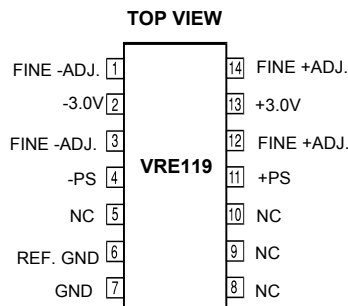 TOP VIEW
FINE -ADJ. 1 14 FINE +ADJ.
-3.0V 2 13 +3.0V
FINE -ADJ. 3 12 FINE +ADJ.
VRE119
-PS 4 11 +PS
NC 5 10 NC
REF. GND 6 9 NC
GND 7 8 NC